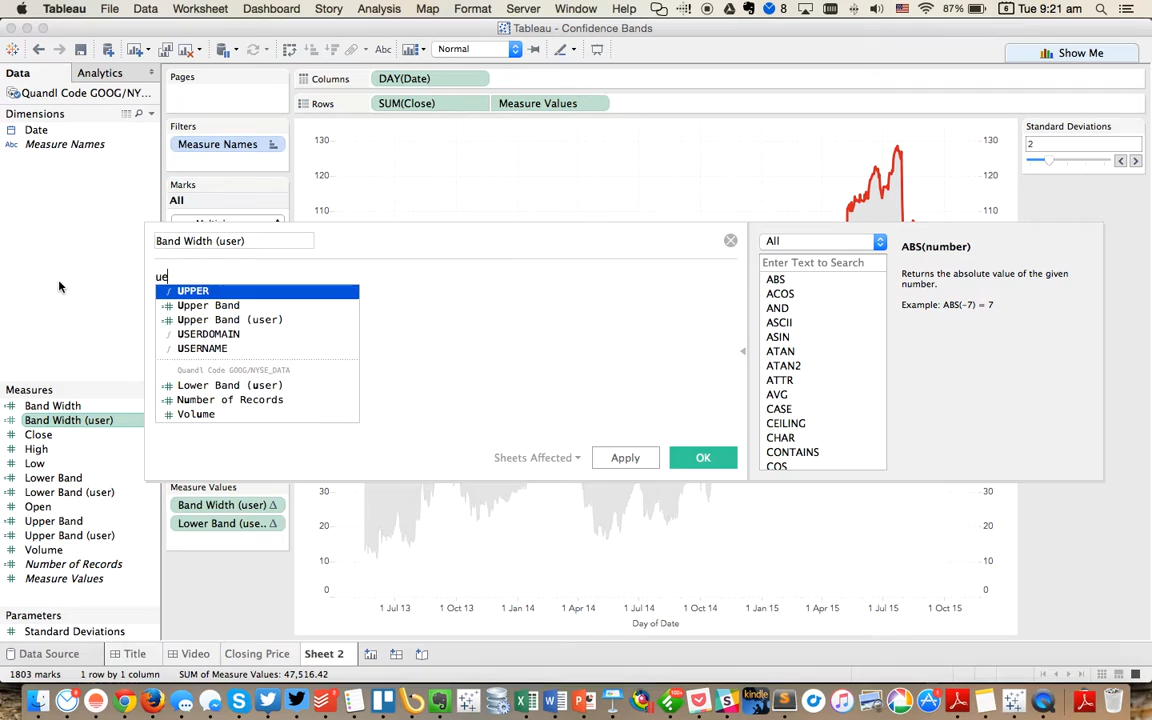 Tableau File Data Worksheet Dashboard Story Analysis Map Format Server Window Help 8 87% 6 Tue 9:21 am
Tableau - Confidence Bands
Abc Normal Show Me
Data Analytics
Quandl Code GOOG/NYSE...
Dimensions
Date
Abc Measure Names
Pages
Filters
Measure Names
Marks
All
Columns DAY(Date)
Rows SUM(Close) Measure Values
130 130
120 120
110 110
Standard Deviations
2
Band Width (user)
ue
UPPER
Upper Band
Upper Band (user)
USERDOMAIN
USERNAME
Quandl Code GOOG/NYSE_DATA
Lower Band (user)
Number of Records
Volume
Sheets Affected Apply OK
All
Enter Text to Search
ABS
ACOS
AND
ASCII
ASIN
ATAN
ATAN2
ATTR
AVG
CASE
CEILING
CHAR
CONTAINS
COS
ABS(number)
Returns the absolute value of the given
number.
Example: ABS(-7) = 7
Measures
Band Width
Band Width (user)
Close
High
Low
Lower Band
Lower Band (user)
Open
Upper Band
Upper Band (user)
Volume
Number of Records
Measure Values
Parameters
Standard Deviations
Measure Values
Band Width (user) Δ
Lower Band (use.. Δ
30 30
20 20
10 10
0 0
1 Jul 13 1 Oct 13 1 Jan 14 1 Apr 14 1 Jul 14 1 Oct 14 1 Jan 15 1 Apr 15 1 Jul 15 1 Oct 15
Day of Date
Data Source Title Video Closing Price Sheet 2
1803 marks 1 row by 1 column SUM of Measure Values: 47,516.42